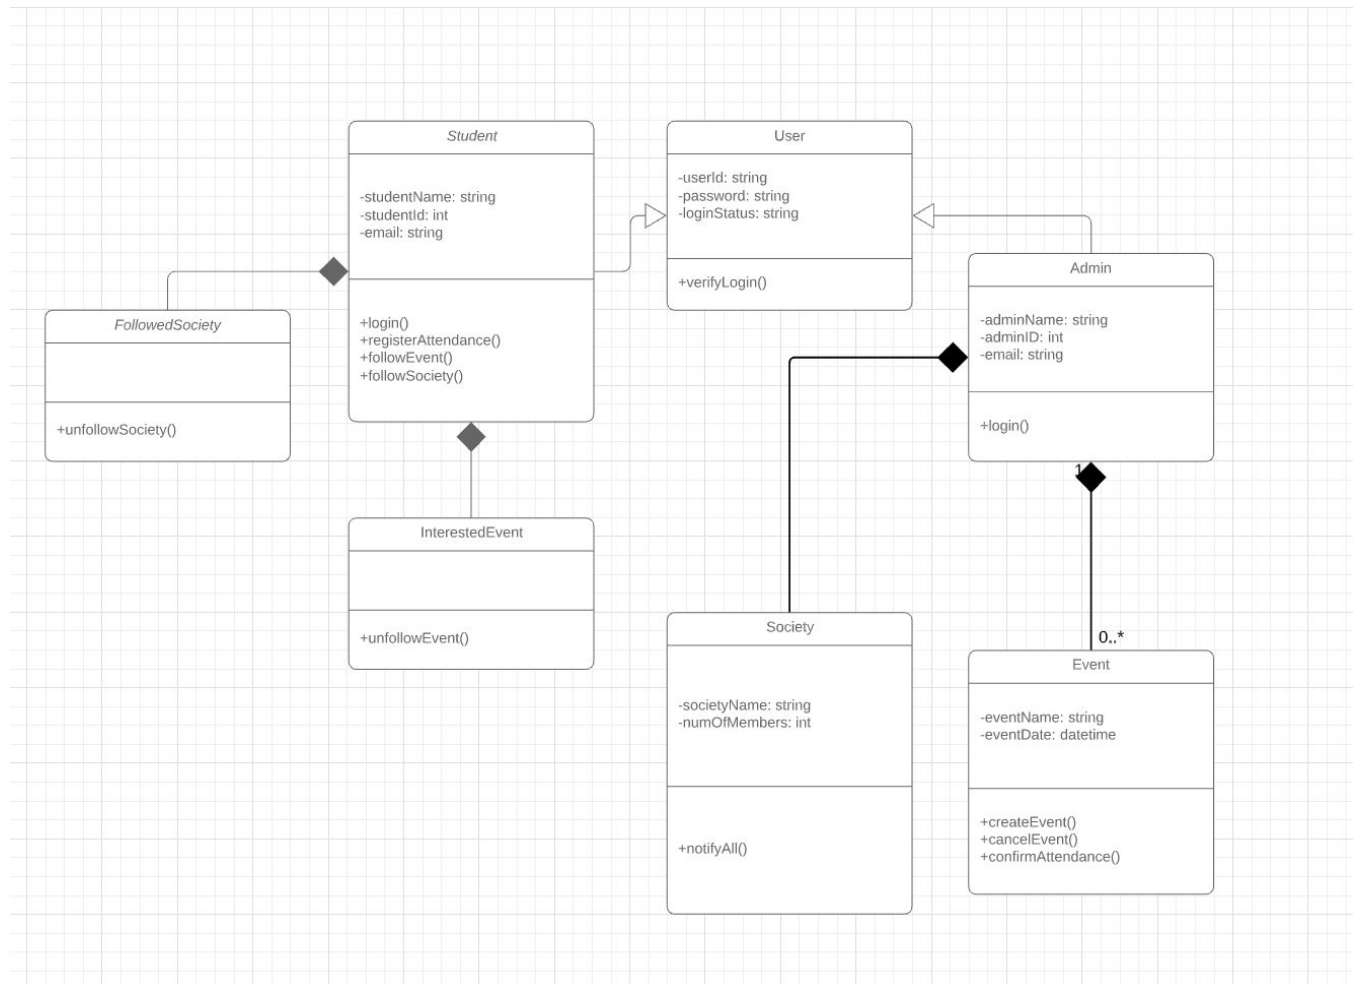 Student
-studentName: string
-studentId: int
-email: string
+login()
+registerAttendance()
+followEvent()
+followSociety()
User
-userId: string
-password: string
-loginStatus: string
+verifyLogin()
Admin
-adminName: string
-adminID: int
-email: string
+login()
1
0..*
FollowedSociety
+unfollowSociety()
InterestedEvent
+unfollowEvent()
Society
-societyName: string
-numOfMembers: int
+notifyAll()
Event
-eventName: string
-eventDate: datetime
+createEvent()
+cancelEvent()
+confirmAttendance()